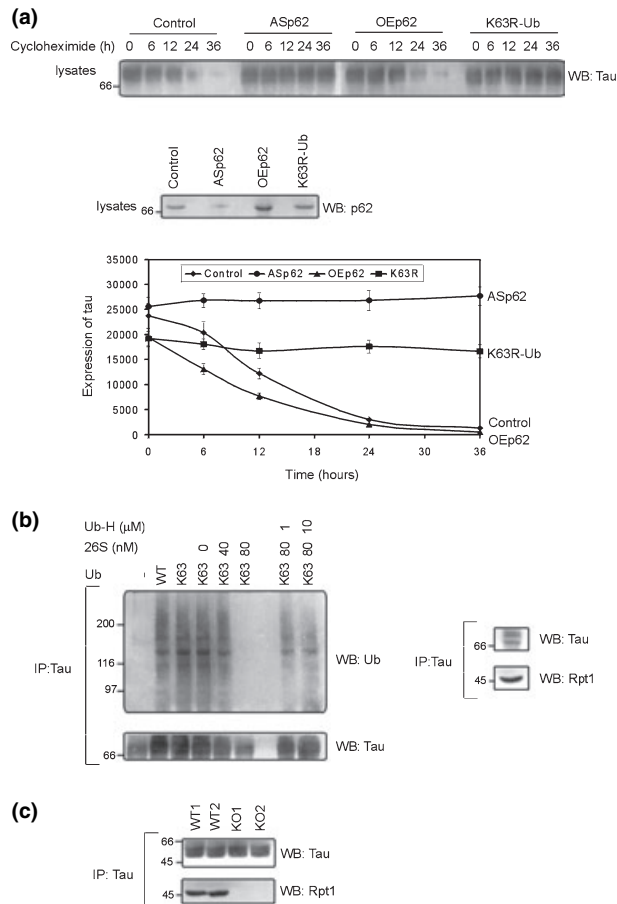 (a)
Control ASp62 OEp62 K63R-Ub
Cycloheximide (h) 0 6 12 24 36 0 6 12 24 36 0 6 12 24 36 0 6 12 24 36
lysates
66
WB: Tau
Control ASp62 OEp62 K63R-Ub
lysates 66 WB: p62
35000
Control ASp62 OEp62 K63R
30000
ASp62
25000
20000
K63R-Ub
15000
10000
5000
Control
0
OEp62
Expression of tau
0 6 12 18 24 30 36
Time (hours)
(b)
Ub-H (μM) 1 10
26S (nM) 0 40 80 80 80
Ub - WT K63 K63 K63 K63 K63 K63
200
116
97
IP:Tau
WB: Ub
66
WB: Tau
IP:Tau
66 WB: Tau
45 WB: Rpt1
(c)
WT1 WT2 KO1 KO2
IP: Tau
66
45
WB: Tau
45 WB: Rpt1